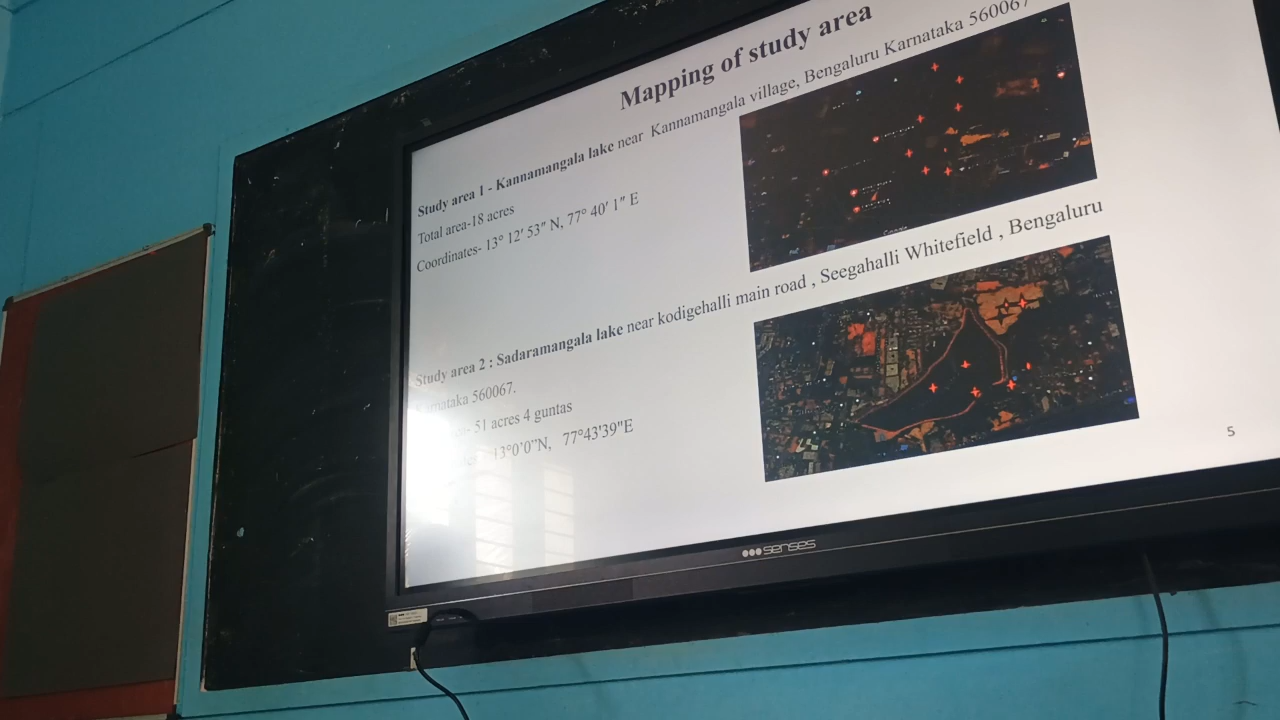 Mapping of study area
Study area 1 - Kannamangala lake near Kannamangala village, Bengaluru Karnataka 560067
Total area-18 acres
Coordinates- 13° 12' 53" N, 77° 40' 1" E
Study area 2 : Sadaramangala lake near kodigehalli main road , Seegahalli Whitefield , Bengaluru
Karnataka 560067.
51 acres 4 guntas
13°0'0"N, 77°43'39"E
5
senses